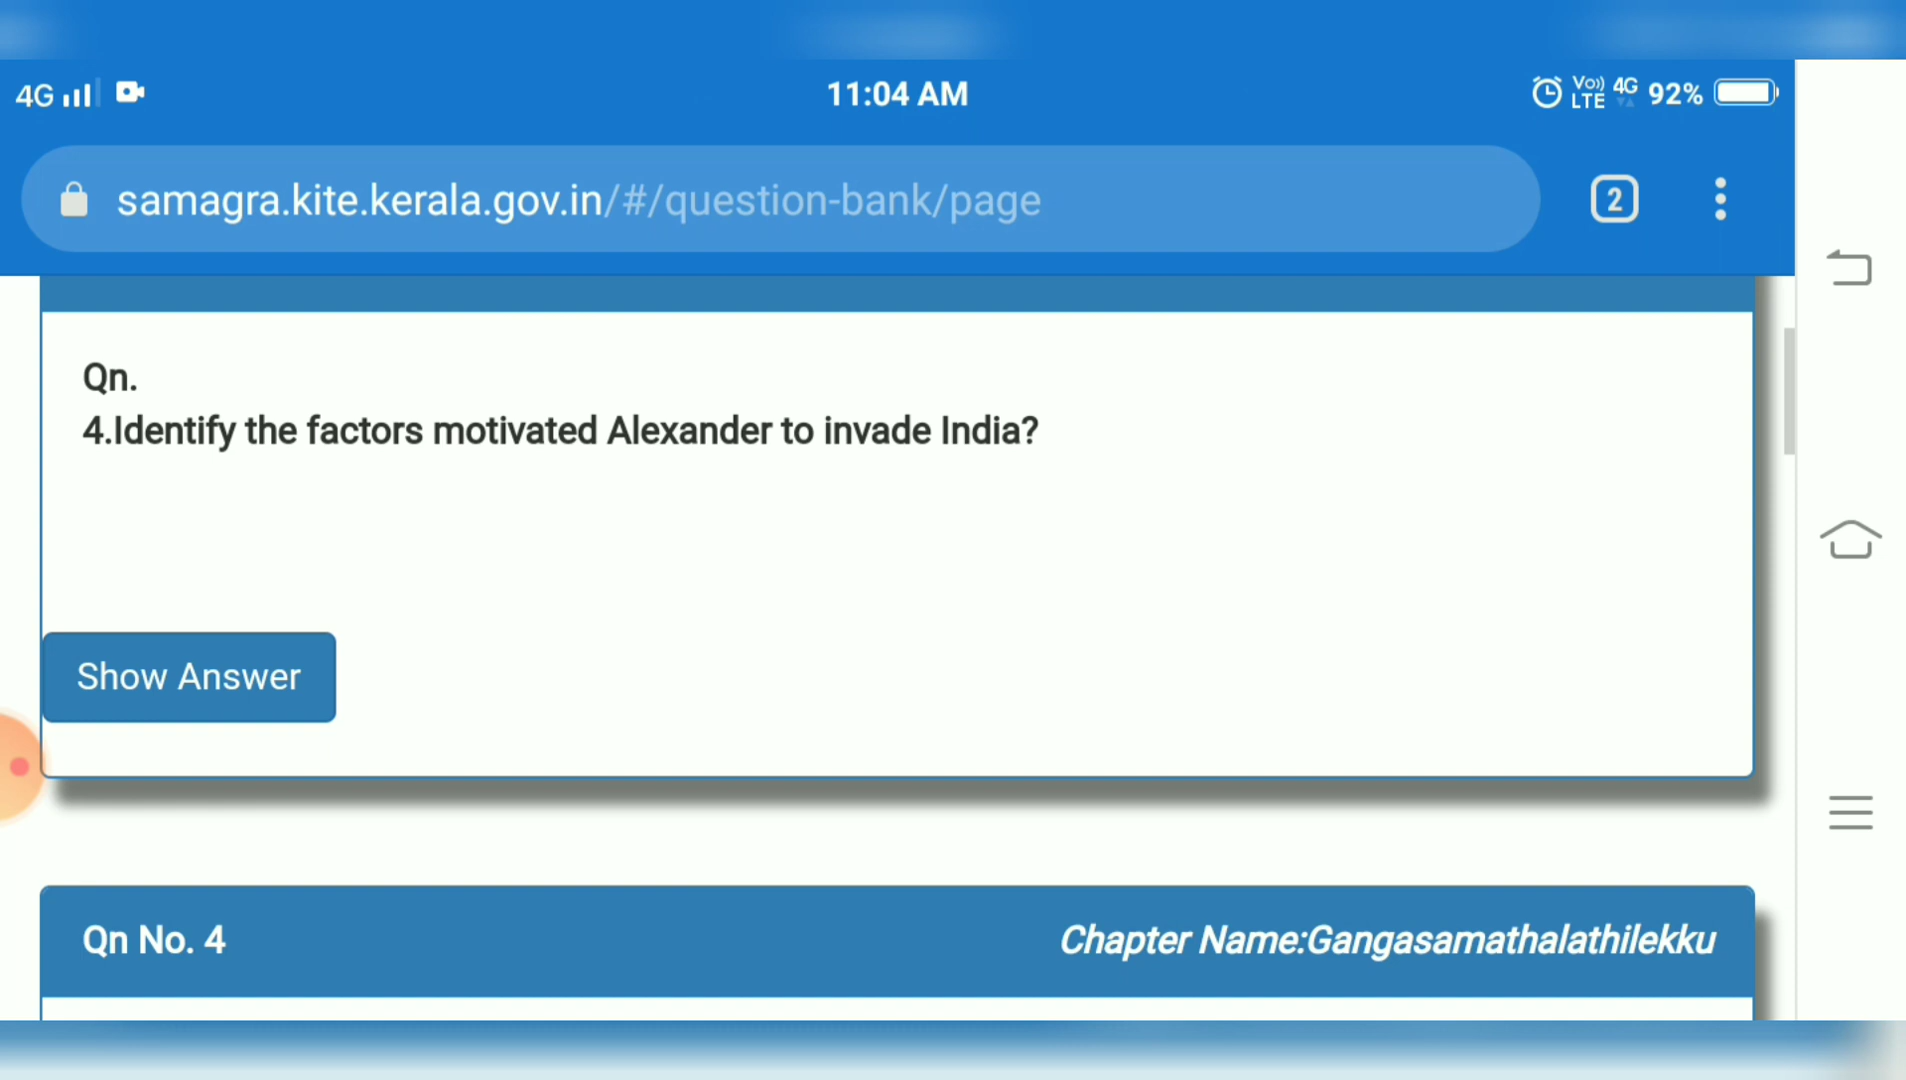 4G 11:04 AM Vo)) LTE 4G 92%
samagra.kite.kerala.gov.in/#/question-bank/page 2
Qn.
4.Identify the factors motivated Alexander to invade India?
Show Answer
Qn No. 4 Chapter Name:Gangasamathalathilekku